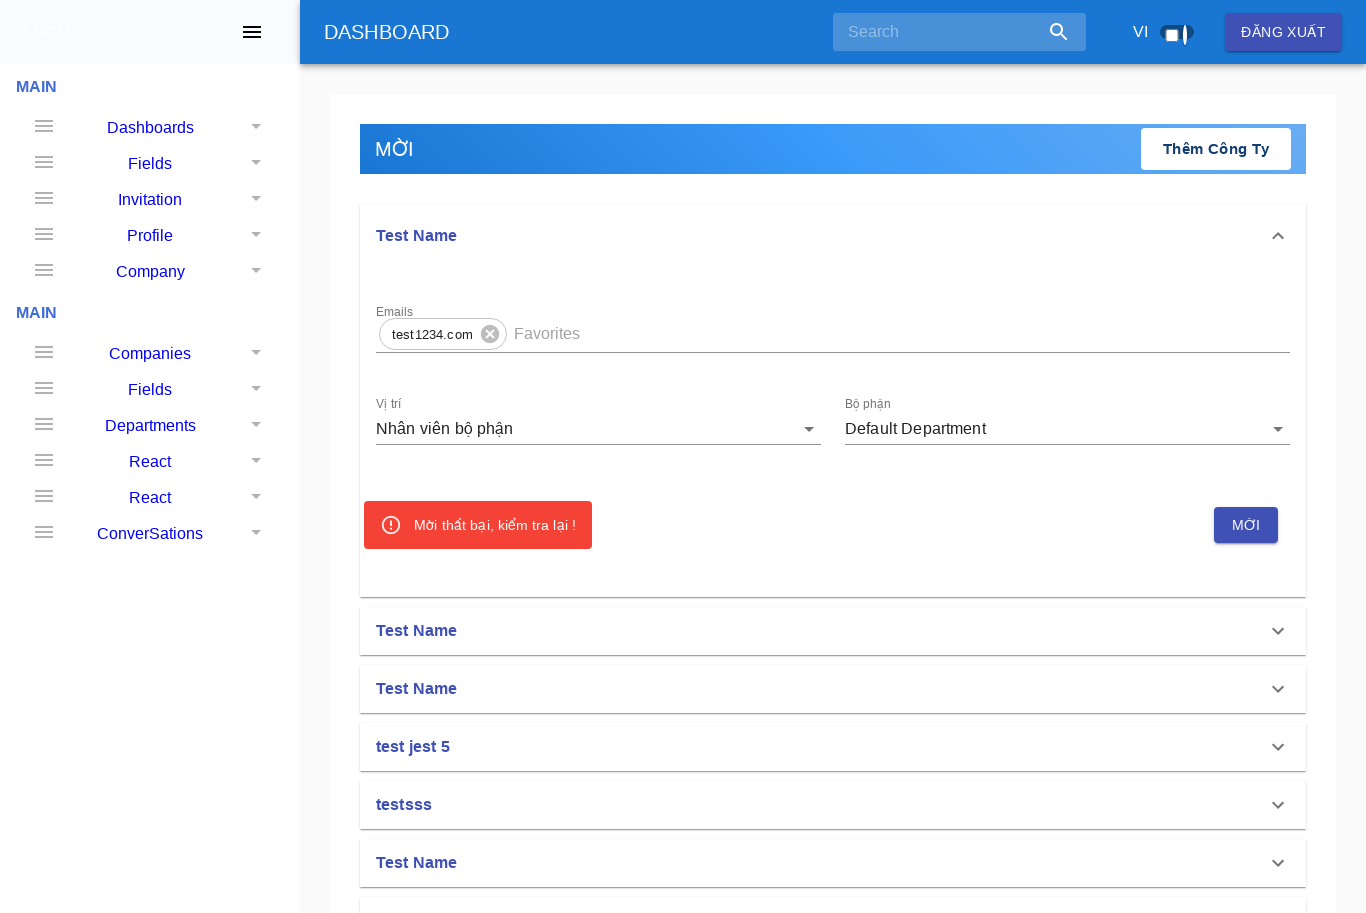 DASHBOARD
Search
VI
ĐĂNG XUẤT
MAIN
Dashboards
Fields
Invitation
Profile
Company
MAIN
Companies
Fields
Departments
React
React
ConverSations
MỜI
Thêm Công Ty
Test Name
Emails
test1234.com
Favorites
Vị trí
Nhân viên bộ phận
Bộ phận
Default Department
Mời thất bại, kiểm tra lại !
MỜI
Test Name
Test Name
test jest 5
testsss
Test Name